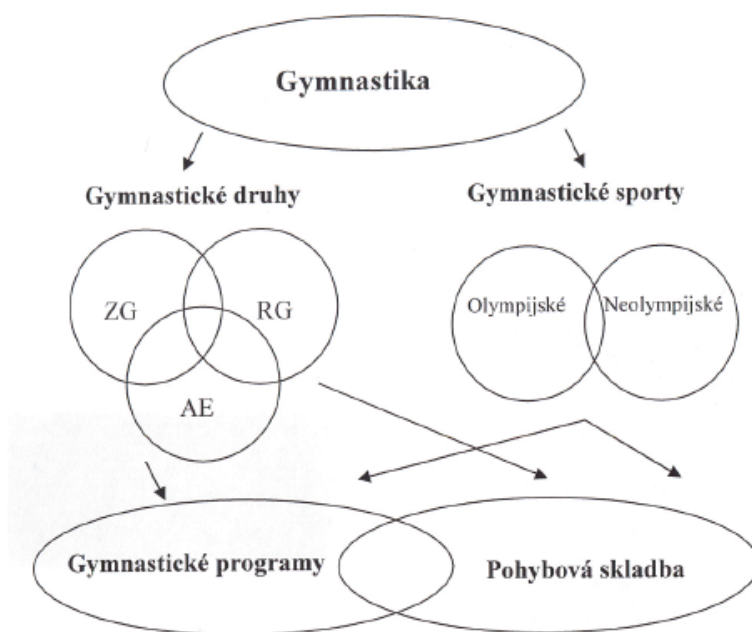 Gymnastika
Gymnastické druhy
Gymnastické sporty
ZG
RG
Olympijské
Neolympijské
AE
Gymnastické programy
Pohybová skladba